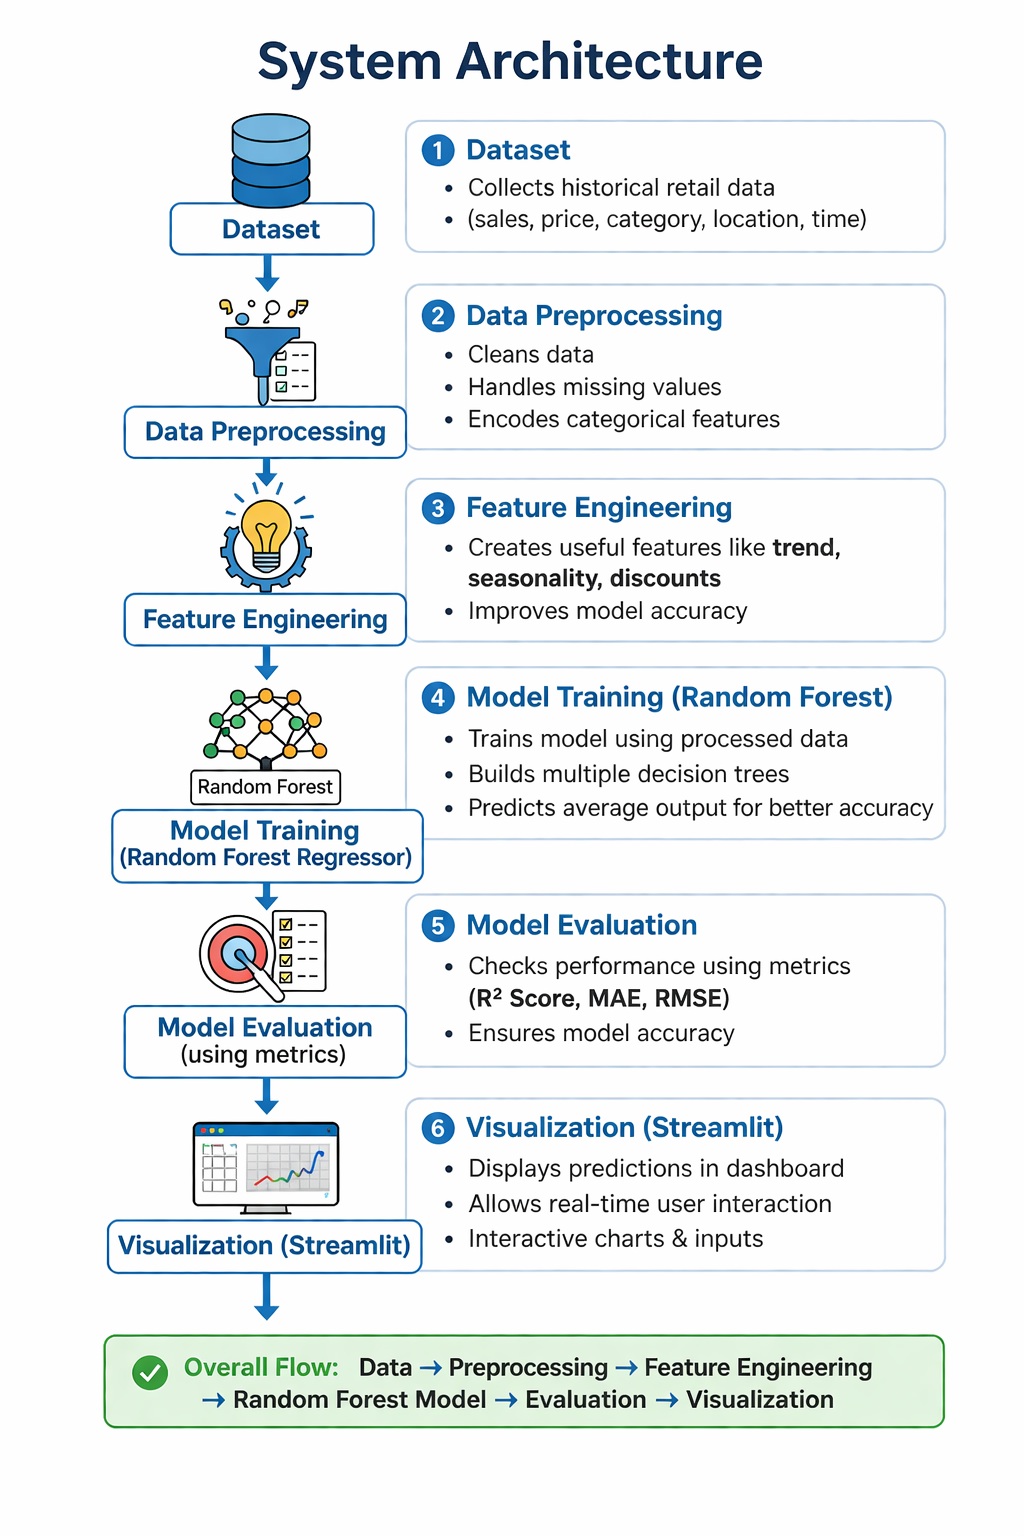 System Architecture
Dataset
1 Dataset
• Collects historical retail data
• (sales, price, category, location, time)
Data Preprocessing
2 Data Preprocessing
• Cleans data
• Handles missing values
• Encodes categorical features
Feature Engineering
3 Feature Engineering
• Creates useful features like trend,
seasonality, discounts
• Improves model accuracy
Random Forest
Model Training
(Random Forest Regressor)
4 Model Training (Random Forest)
• Trains model using processed data
• Builds multiple decision trees
• Predicts average output for better accuracy
Model Evaluation
(using metrics)
5 Model Evaluation
• Checks performance using metrics
(R² Score, MAE, RMSE)
• Ensures model accuracy
Visualization (Streamlit)
6 Visualization (Streamlit)
• Displays predictions in dashboard
• Allows real-time user interaction
• Interactive charts & inputs
Overall Flow: Data → Preprocessing → Feature Engineering
→ Random Forest Model → Evaluation → Visualization